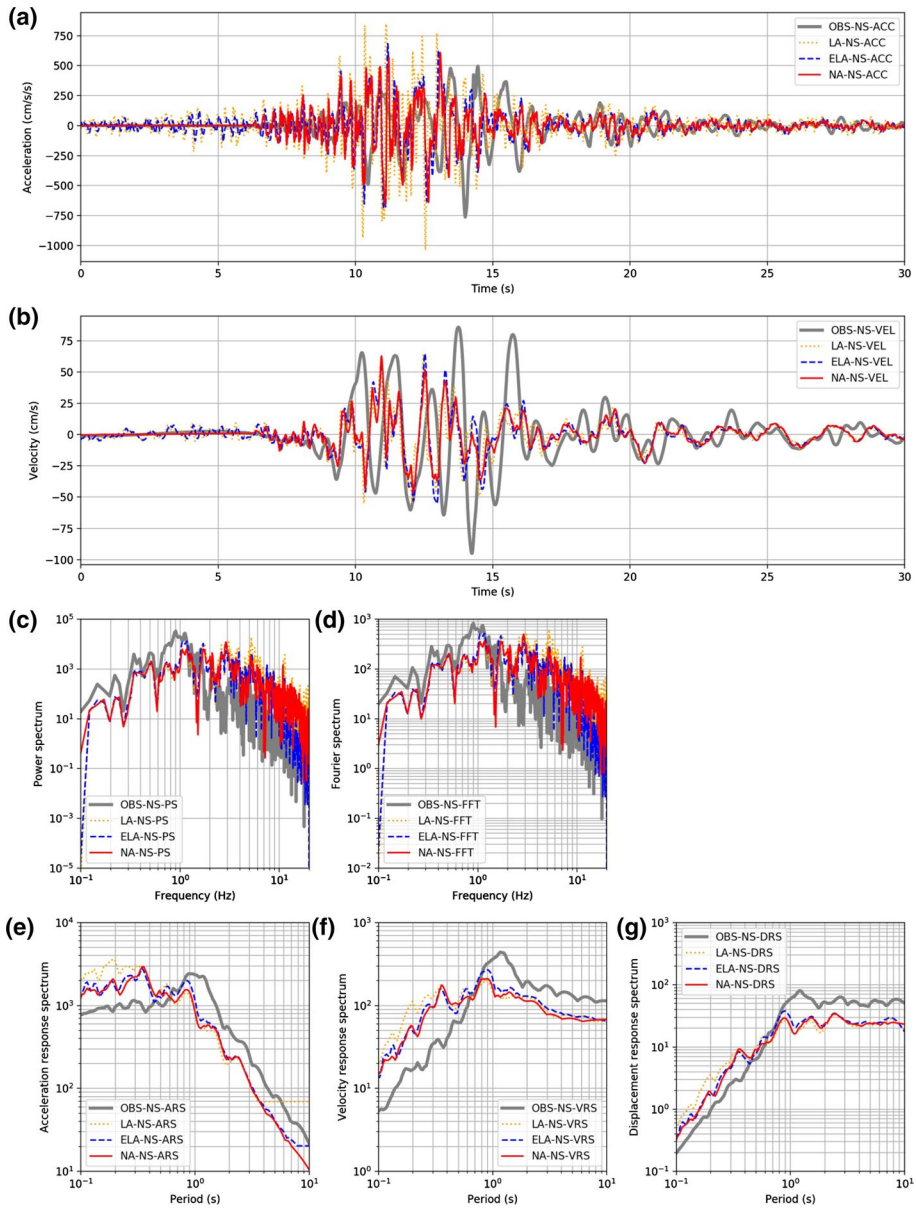 (a)
OBS-NS-ACC
LA-NS-ACC
ELA-NS-ACC
NA-NS-ACC
Acceleration (cm/s/s)
750
500
250
0
−250
−500
−750
−1000
0 5 10 15 20 25 30
Time (s)
(b)
OBS-NS-VEL
LA-NS-VEL
ELA-NS-VEL
NA-NS-VEL
Velocity (cm/s)
75
50
25
0
−25
−50
−75
−100
0 5 10 15 20 25 30
Time (s)
(c)
Power spectrum
10^5
10^3
10^1
10^−1
10^−3
10^−5
OBS-NS-PS
LA-NS-PS
ELA-NS-PS
NA-NS-PS
10^−1 10^0 10^1
Frequency (Hz)
(d)
Fourier spectrum
10^3
10^2
10^1
10^0
10^−1
10^−2
OBS-NS-FFT
LA-NS-FFT
ELA-NS-FFT
NA-NS-FFT
10^−1 10^0 10^1
Frequency (Hz)
(e)
Acceleration response spectrum
10^4
10^3
10^2
10^1
OBS-NS-ARS
LA-NS-ARS
ELA-NS-ARS
NA-NS-ARS
10^−1 10^0 10^1
Period (s)
(f)
Velocity response spectrum
10^3
10^2
10^1
10^0
OBS-NS-VRS
LA-NS-VRS
ELA-NS-VRS
NA-NS-VRS
10^−1 10^0 10^1
Period (s)
(g)
Displacement response spectrum
10^3
10^2
10^1
10^0
10^−1
OBS-NS-DRS
LA-NS-DRS
ELA-NS-DRS
NA-NS-DRS
10^−1 10^0 10^1
Period (s)